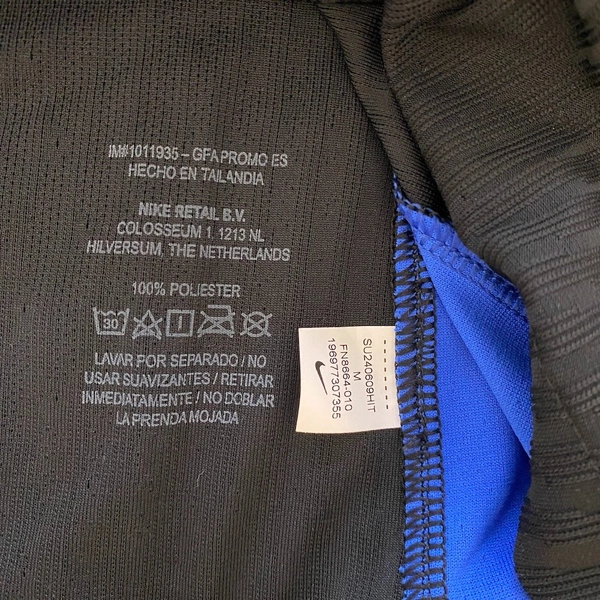 IM#1011935 – GFA PROMO ES
HECHO EN TAILANDIA
NIKE RETAIL B.V.
COLOSSEUM 1, 1213 NL
HILVERSUM, THE NETHERLANDS
100% POLIESTER
30
LAVAR POR SEPARADO / NO
USAR SUAVIZANTES / RETIRAR
INMEDIATAMENTE / NO DOBLAR
LA PRENDA MOJADA
SU240609HIT
M
FN8664-010
196977307355